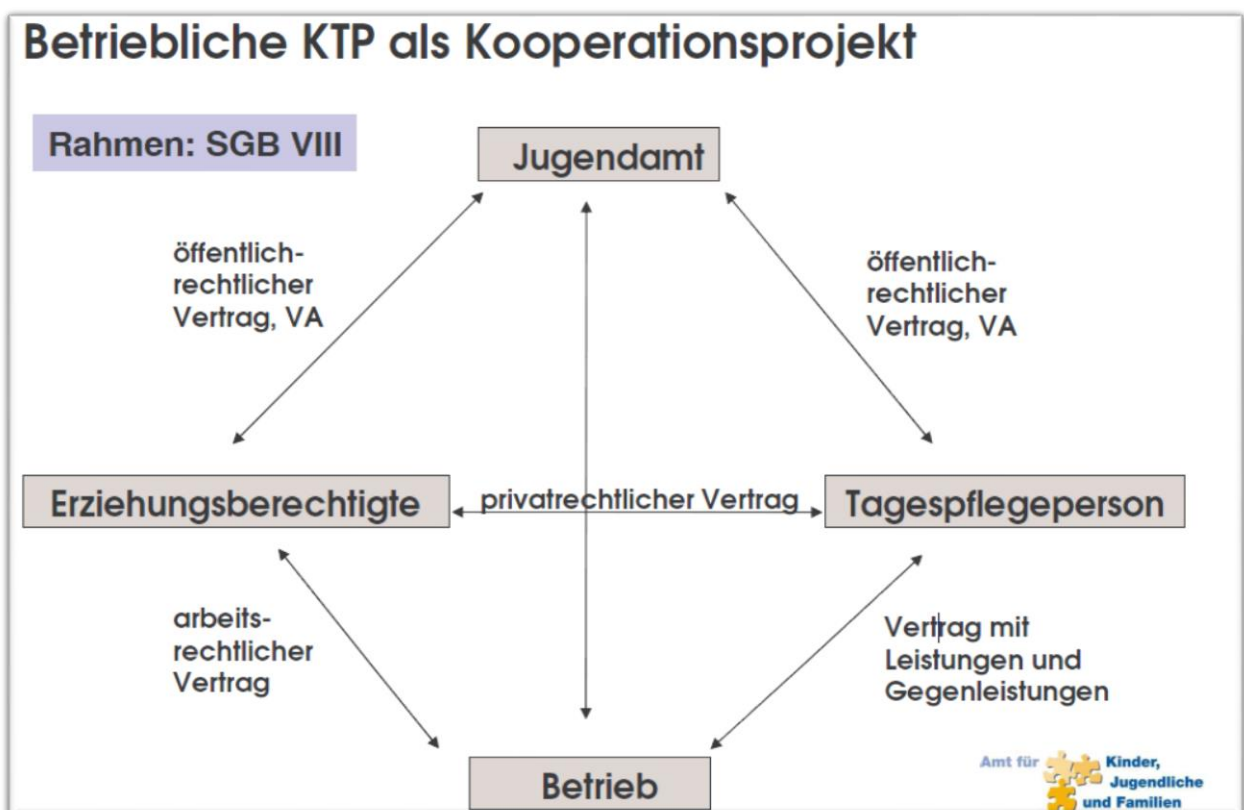 Betriebliche KTP als Kooperationsprojekt
Rahmen: SGB VIII
Jugendamt
öffentlich-
rechtlicher
Vertrag, VA
öffentlich-
rechtlicher
Vertrag, VA
Erziehungsberechtigte
privatrechtlicher Vertrag
Tagespflegeperson
arbeits-
rechtlicher
Vertrag
Vertrag mit
Leistungen und
Gegenleistungen
Betrieb
Amt für Kinder,
Jugendliche
und Familien